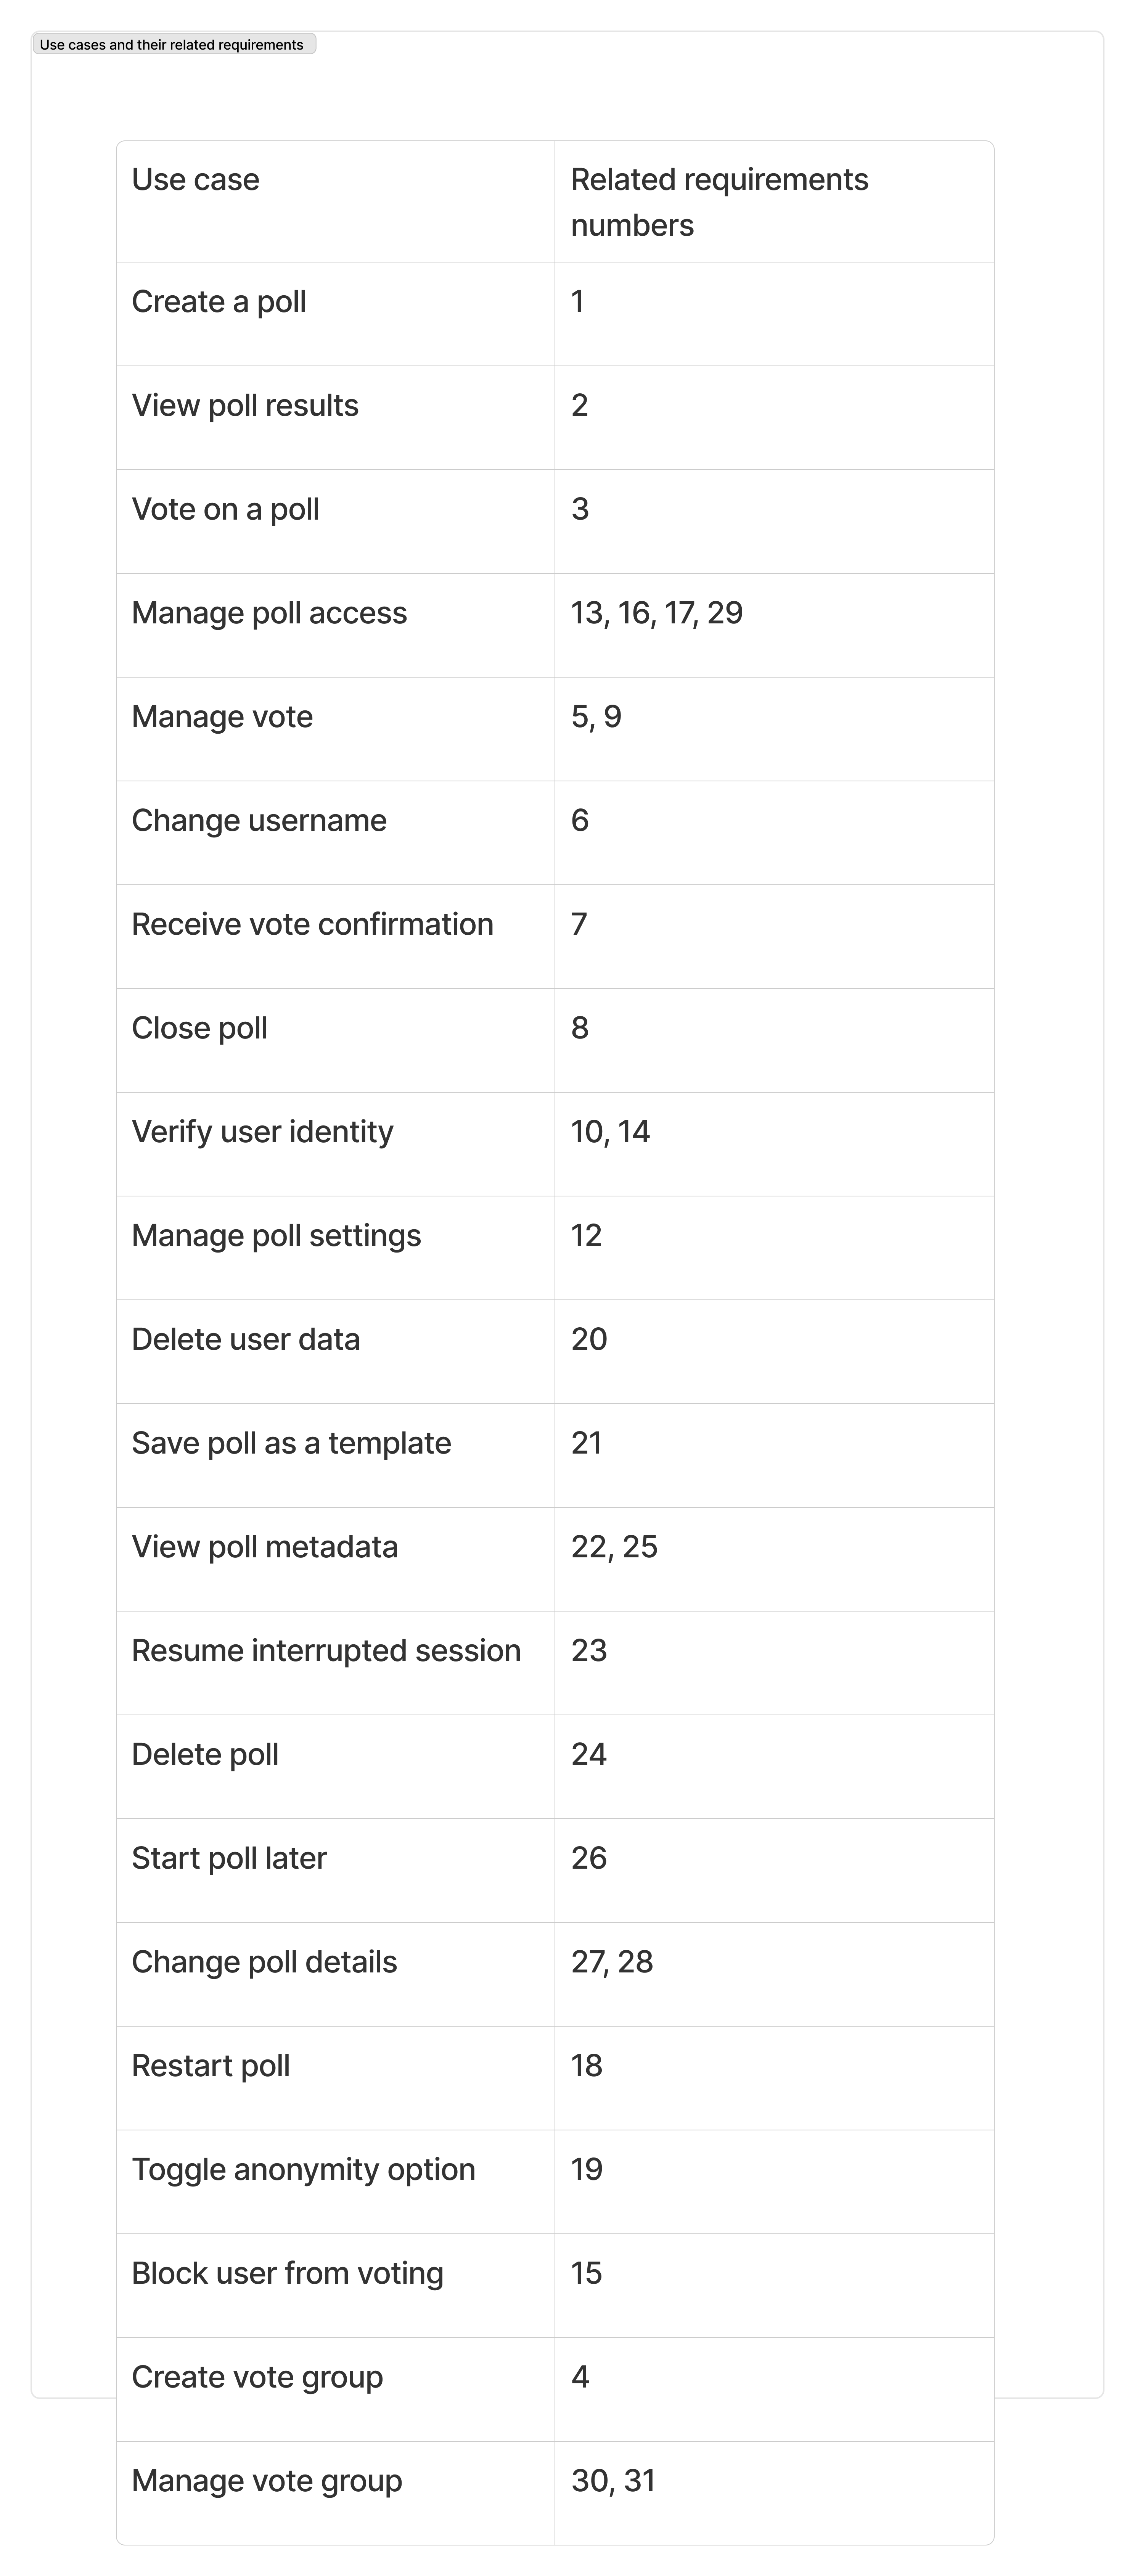 Use cases and their related requirements
Use case
Related requirements
numbers
Create a poll
1
View poll results
2
Vote on a poll
3
Manage poll access
13, 16, 17, 29
Manage vote
5, 9
Change username
6
Receive vote confirmation
7
Close poll
8
Verify user identity
10, 14
Manage poll settings
12
Delete user data
20
Save poll as a template
21
View poll metadata
22, 25
Resume interrupted session
23
Delete poll
24
Start poll later
26
Change poll details
27, 28
Restart poll
18
Toggle anonymity option
19
Block user from voting
15
Create vote group
4
Manage vote group
30, 31